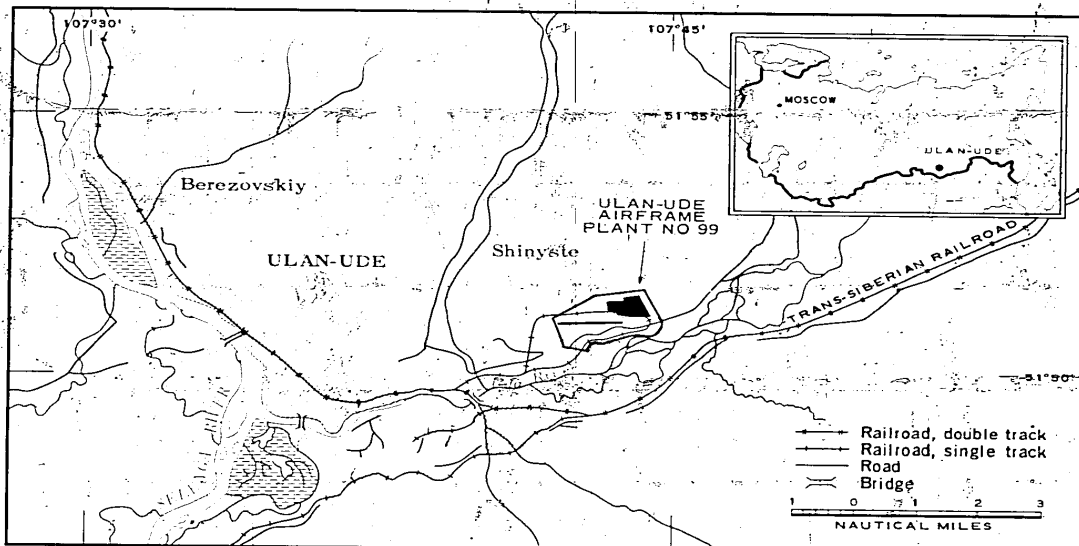 107°30'
107°45'
MOSCOW
51°55'
ULAN-UDE
Berezovskiy
ULAN-UDE
AIRFRAME
PLANT NO 99
ULAN-UDE
Shinyste
TRANS-SIBERIAN RAILROAD
51°50'
Railroad, double track
Railroad, single track
Road
Bridge
1 0 1 2 3
NAUTICAL MILES